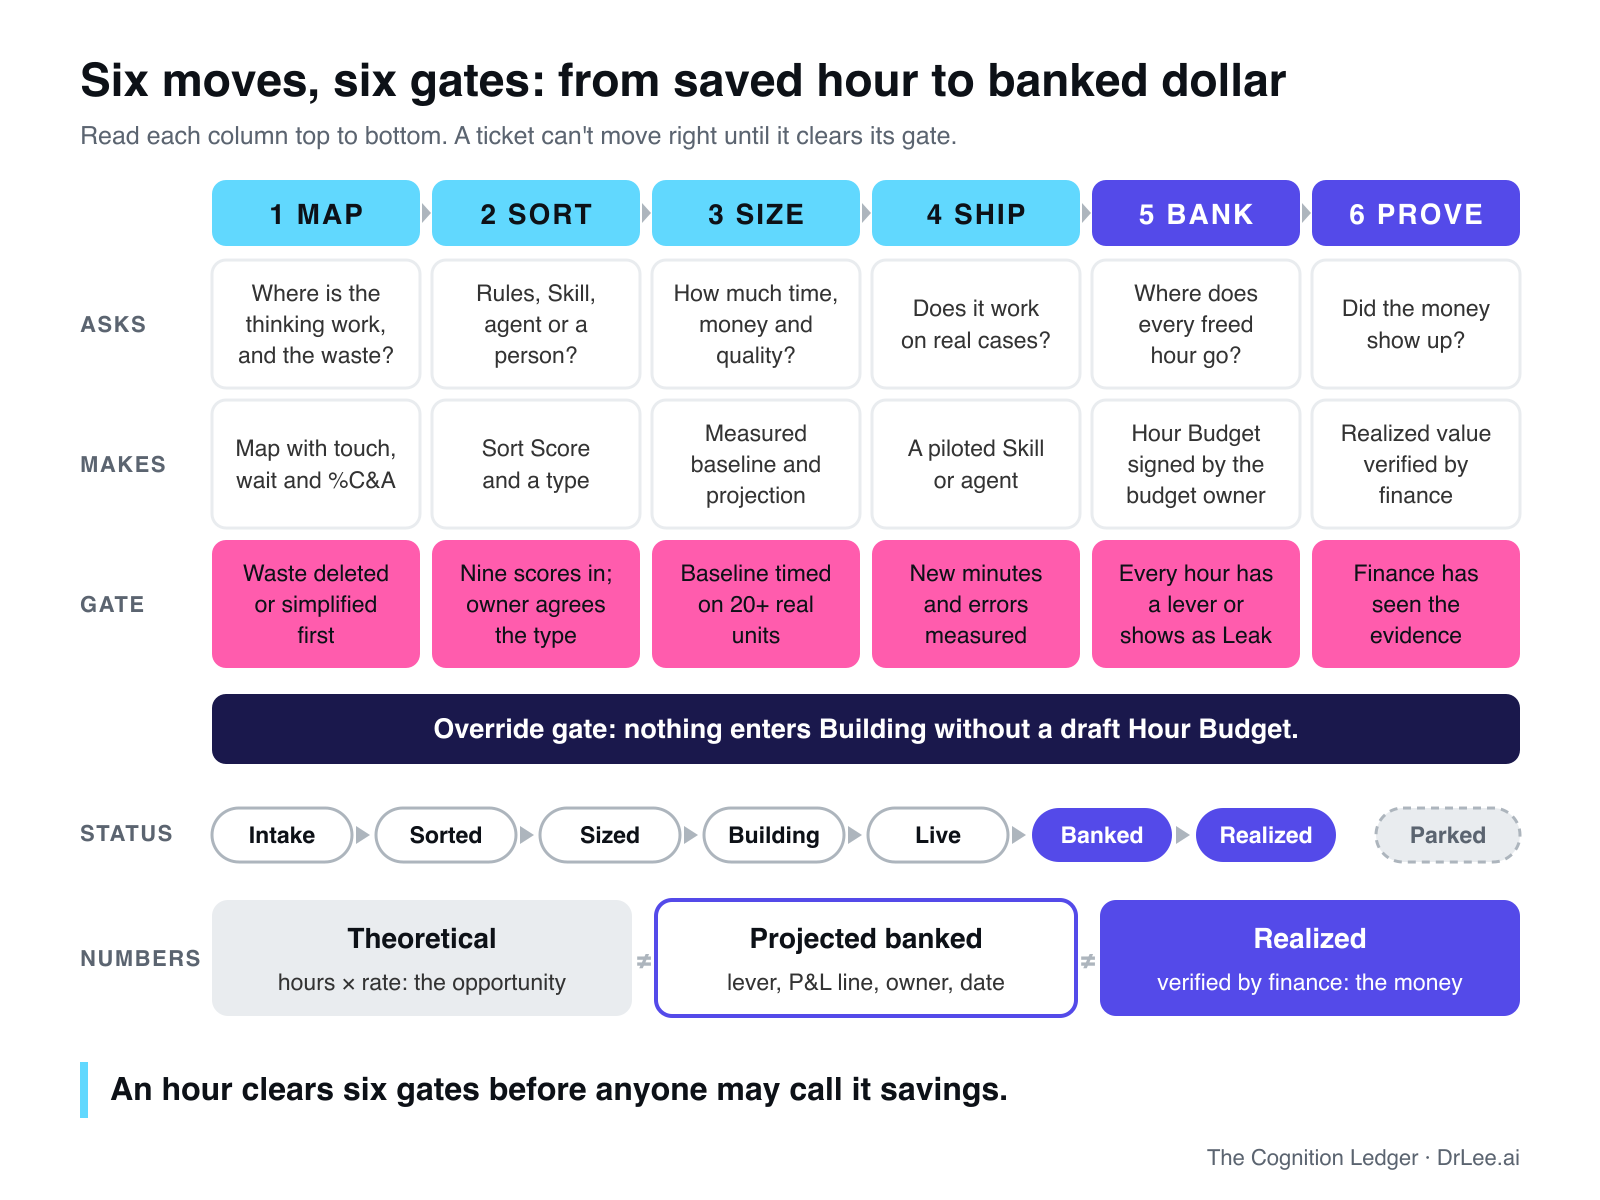 Six moves, six gates: from saved hour to banked dollar
Read each column top to bottom. A ticket can't move right until it clears its gate.
1 MAP
2 SORT
3 SIZE
4 SHIP
5 BANK
6 PROVE
ASKS
Where is the
thinking work,
and the waste?
Rules, Skill,
agent or a
person?
How much time,
money and
quality?
Does it work
on real cases?
Where does
every freed
hour go?
Did the money
show up?
MAKES
Map with touch,
wait and %C&A
Sort Score
and a type
Measured
baseline and
projection
A piloted Skill
or agent
Hour Budget
signed by the
budget owner
Realized value
verified by
finance
GATE
Waste deleted
or simplified
first
Nine scores in;
owner agrees
the type
Baseline timed
on 20+ real
units
New minutes
and errors
measured
Every hour has
a lever or
shows as Leak
Finance has
seen the
evidence
Override gate: nothing enters Building without a draft Hour Budget.
STATUS
Intake
Sorted
Sized
Building
Live
Banked
Realized
Parked
NUMBERS
Theoretical
hours × rate: the opportunity
≠
Projected banked
lever, P&L line, owner, date
≠
Realized
verified by finance: the money
An hour clears six gates before anyone may call it savings.
The Cognition Ledger · DrLee.ai